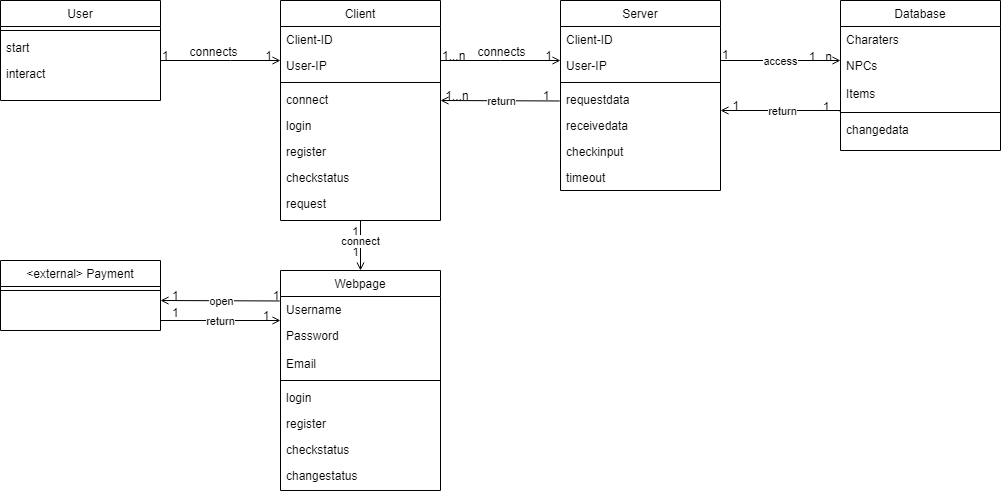 User
start
interact
1 connects 1
Client
Client-ID
User-IP
connect
login
register
checkstatus
request
1...n connects 1
1...n return 1
Server
Client-ID
User-IP
requestdata
receivedata
checkinput
timeout
1 access 1 n
1 return 1
Database
Charaters
NPCs
Items
changedata
1
connect
1
<external> Payment
1 open 1
1 return 1
Webpage
Username
Password
Email
login
register
checkstatus
changestatus